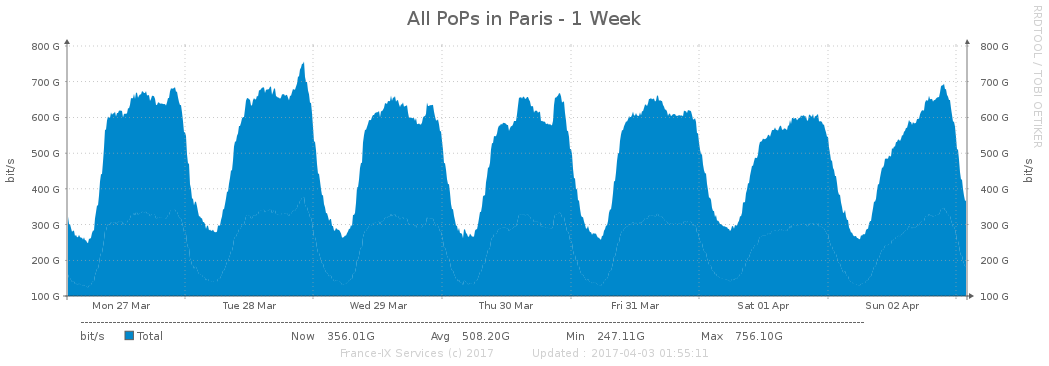 All PoPs in Paris - 1 Week
RRDTOOL / TOBI OETIKER
bit/s
800 G 800 G
700 G 700 G
600 G 600 G
500 G 500 G
400 G 400 G
300 G 300 G
200 G 200 G
100 G 100 G
bit/s
Mon 27 Mar Tue 28 Mar Wed 29 Mar Thu 30 Mar Fri 31 Mar Sat 01 Apr Sun 02 Apr
bit/s Total Now 356.01G Avg 508.20G Min 247.11G Max 756.10G
France-IX Services (c) 2017 Updated : 2017-04-03 01:55:11